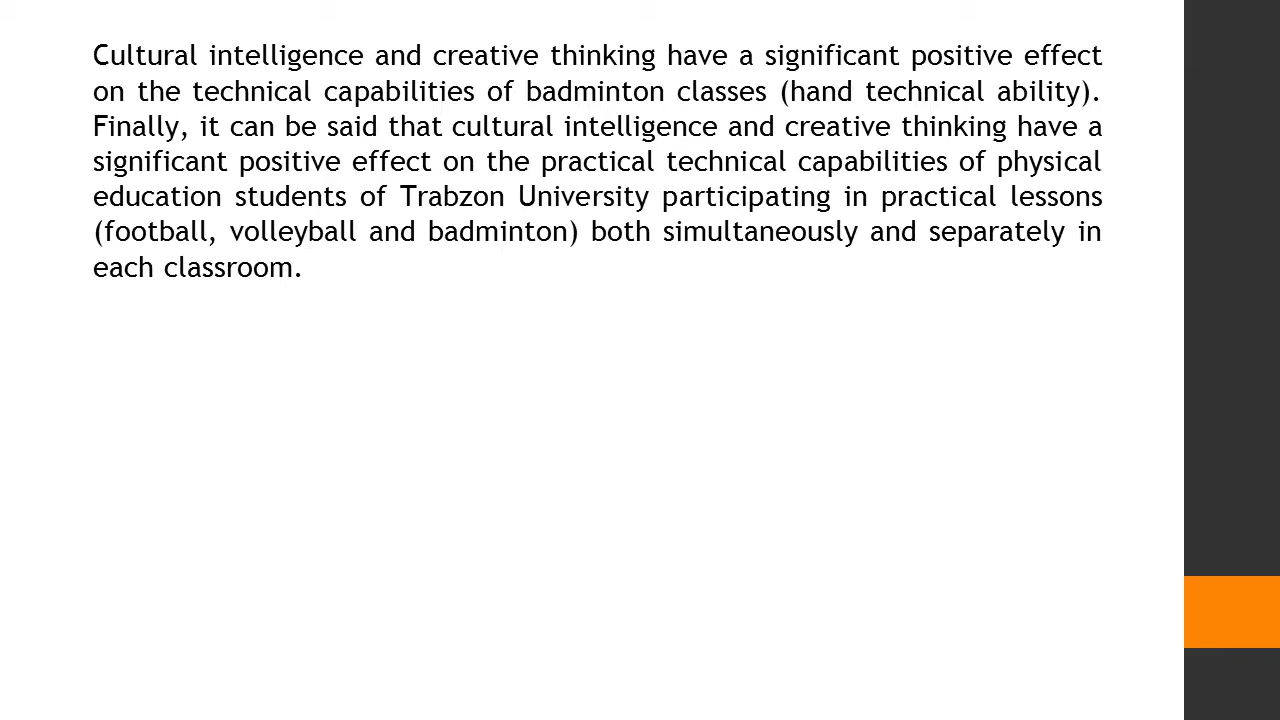 Cultural intelligence and creative thinking have a significant positive effect
on the technical capabilities of badminton classes (hand technical ability).
Finally, it can be said that cultural intelligence and creative thinking have a
significant positive effect on the practical technical capabilities of physical
education students of Trabzon University participating in practical lessons
(football, volleyball and badminton) both simultaneously and separately in
each classroom.